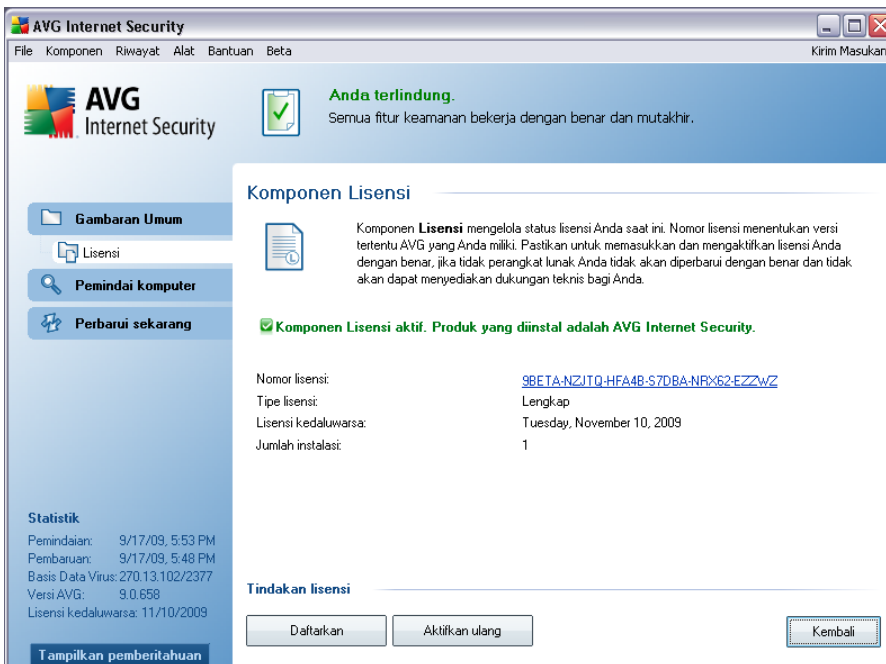 AVG Internet Security
File Komponen Riwayat Alat Bantuan Beta Kirim Masukan
AVG
Internet Security
Anda terlindung.
Semua fitur keamanan bekerja dengan benar dan mutakhir.
Gambaran Umum
Lisensi
Pemindai komputer
Perbarui sekarang
Komponen Lisensi
Komponen Lisensi mengelola status lisensi Anda saat ini. Nomor lisensi menentukan versi
tertentu AVG yang Anda miliki. Pastikan untuk memasukkan dan mengaktifkan lisensi Anda
dengan benar, jika tidak perangkat lunak Anda tidak akan diperbarui dengan benar dan tidak
akan dapat menyediakan dukungan teknis bagi Anda.
Komponen Lisensi aktif. Produk yang diinstal adalah AVG Internet Security.
Nomor lisensi: 9BETA-NZJTQ-HFA4B-S7DBA-NRX62-EZZWZ
Tipe lisensi: Lengkap
Lisensi kedaluwarsa: Tuesday, November 10, 2009
Jumlah instalasi: 1
Statistik
Pemindaian: 9/17/09, 5:53 PM
Pembaruan: 9/17/09, 5:48 PM
Basis Data Virus: 270.13.102/2377
Versi AVG: 9.0.658
Lisensi kedaluwarsa: 11/10/2009
Tampilkan pemberitahuan
Tindakan lisensi
Daftarkan Aktifkan ulang Kembali